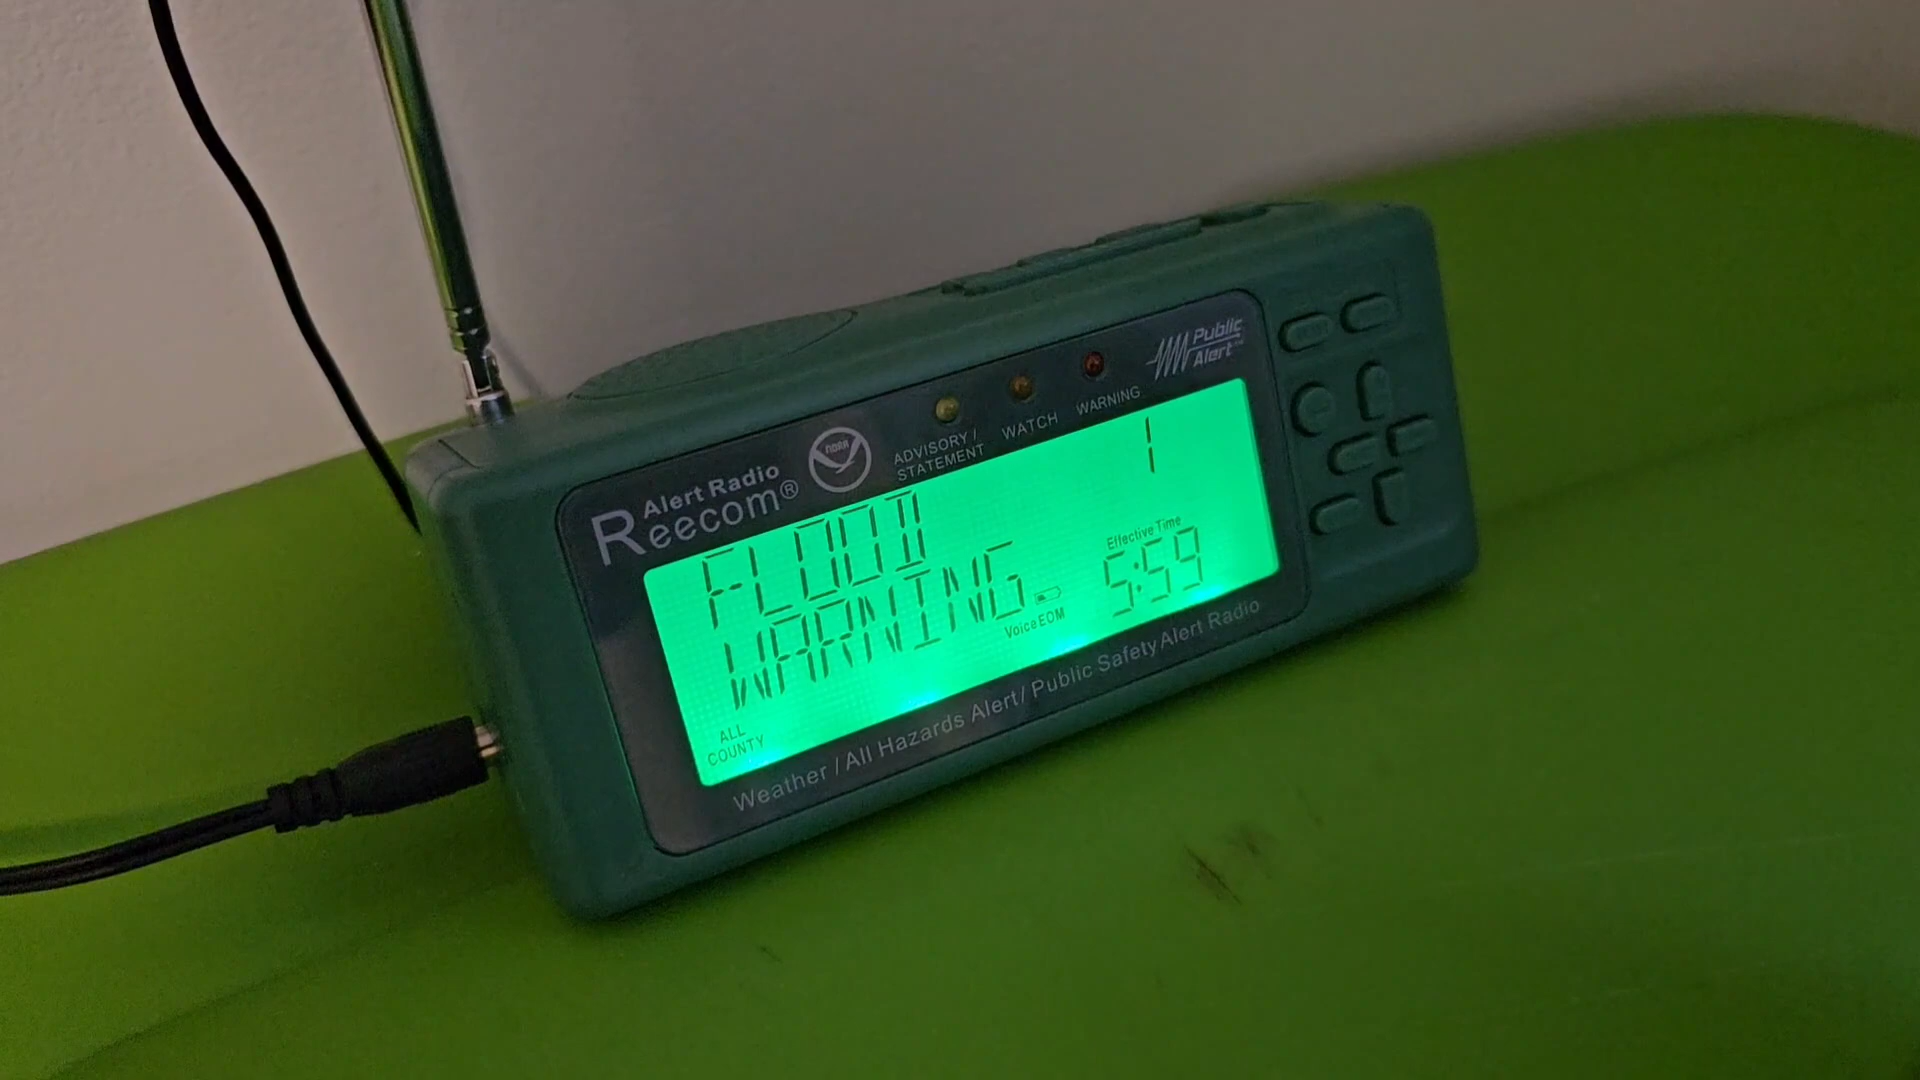 Alert Radio
Reecom®
NOAA
ADVISORY /
STATEMENT
WATCH
WARNING
Public
Alert™
1
FLOOD
WARNING
Effective Time
5:59
Voice EOM
ALL
COUNTY
Weather / All Hazards Alert / Public Safety Alert Radio